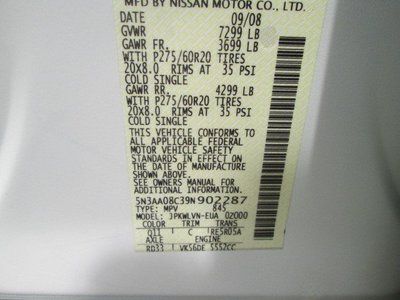 MFD BY NISSAN MOTOR CO., LTD.
DATE 09/08
GVWR 7299 LB
GAWR FR. 3699 LB
WITH P275/60R20 TIRES
20X8.0 RIMS AT 35 PSI
COLD SINGLE
GAWR RR. 4299 LB
WITH P275/60R20 TIRES
20X8.0 RIMS AT 35 PSI
COLD SINGLE
THIS VEHICLE CONFORMS TO
ALL APPLICABLE FEDERAL
MOTOR VEHICLE SAFETY
STANDARDS IN EFFECT ON
THE DATE OF MANUFACTURE
SHOWN ABOVE.
SEE OWNERS MANUAL FOR
ADDITIONAL INFORMATION.
5N3AA08C39N902287
TYPE: MPV 845
MODEL: JPKWLVN-EUA 02000
COLOR TRIM TRANS
Q11 C RE5R05A
AXLE ENGINE
RD33 VK56DE 5552CC